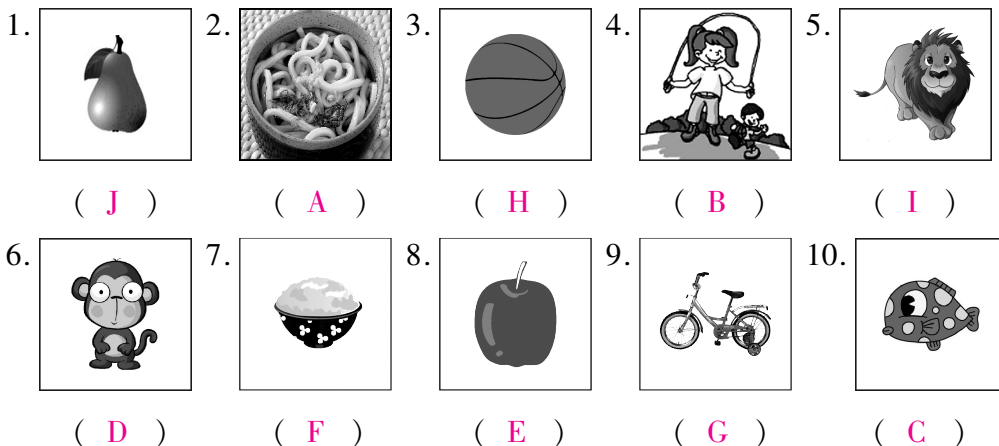 1. 2. 3. 4. 5.
( J ) ( A ) ( H ) ( B ) ( I )
6. 7. 8. 9. 10.
( D ) ( F ) ( E ) ( G ) ( C )